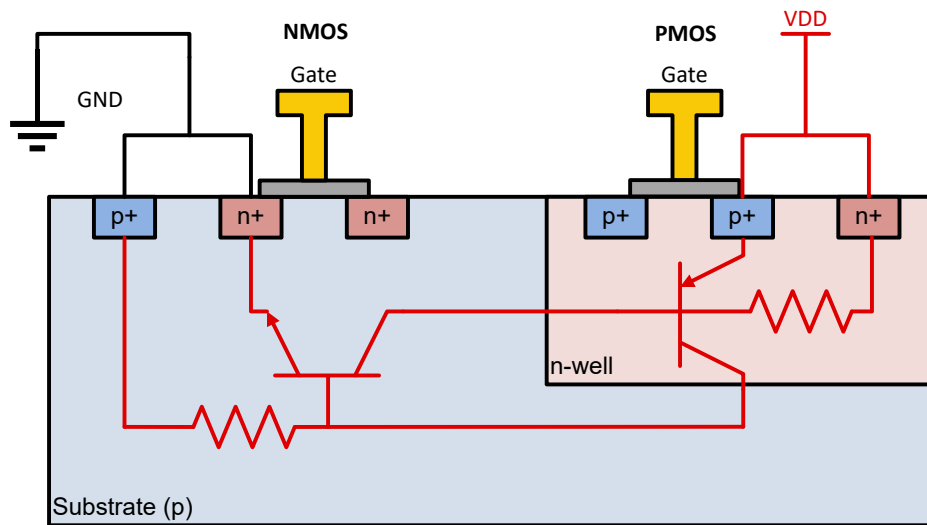 NMOS
PMOS
VDD
Gate
Gate
GND
p+
n+
n+
p+
p+
n+
n-well
Substrate (p)